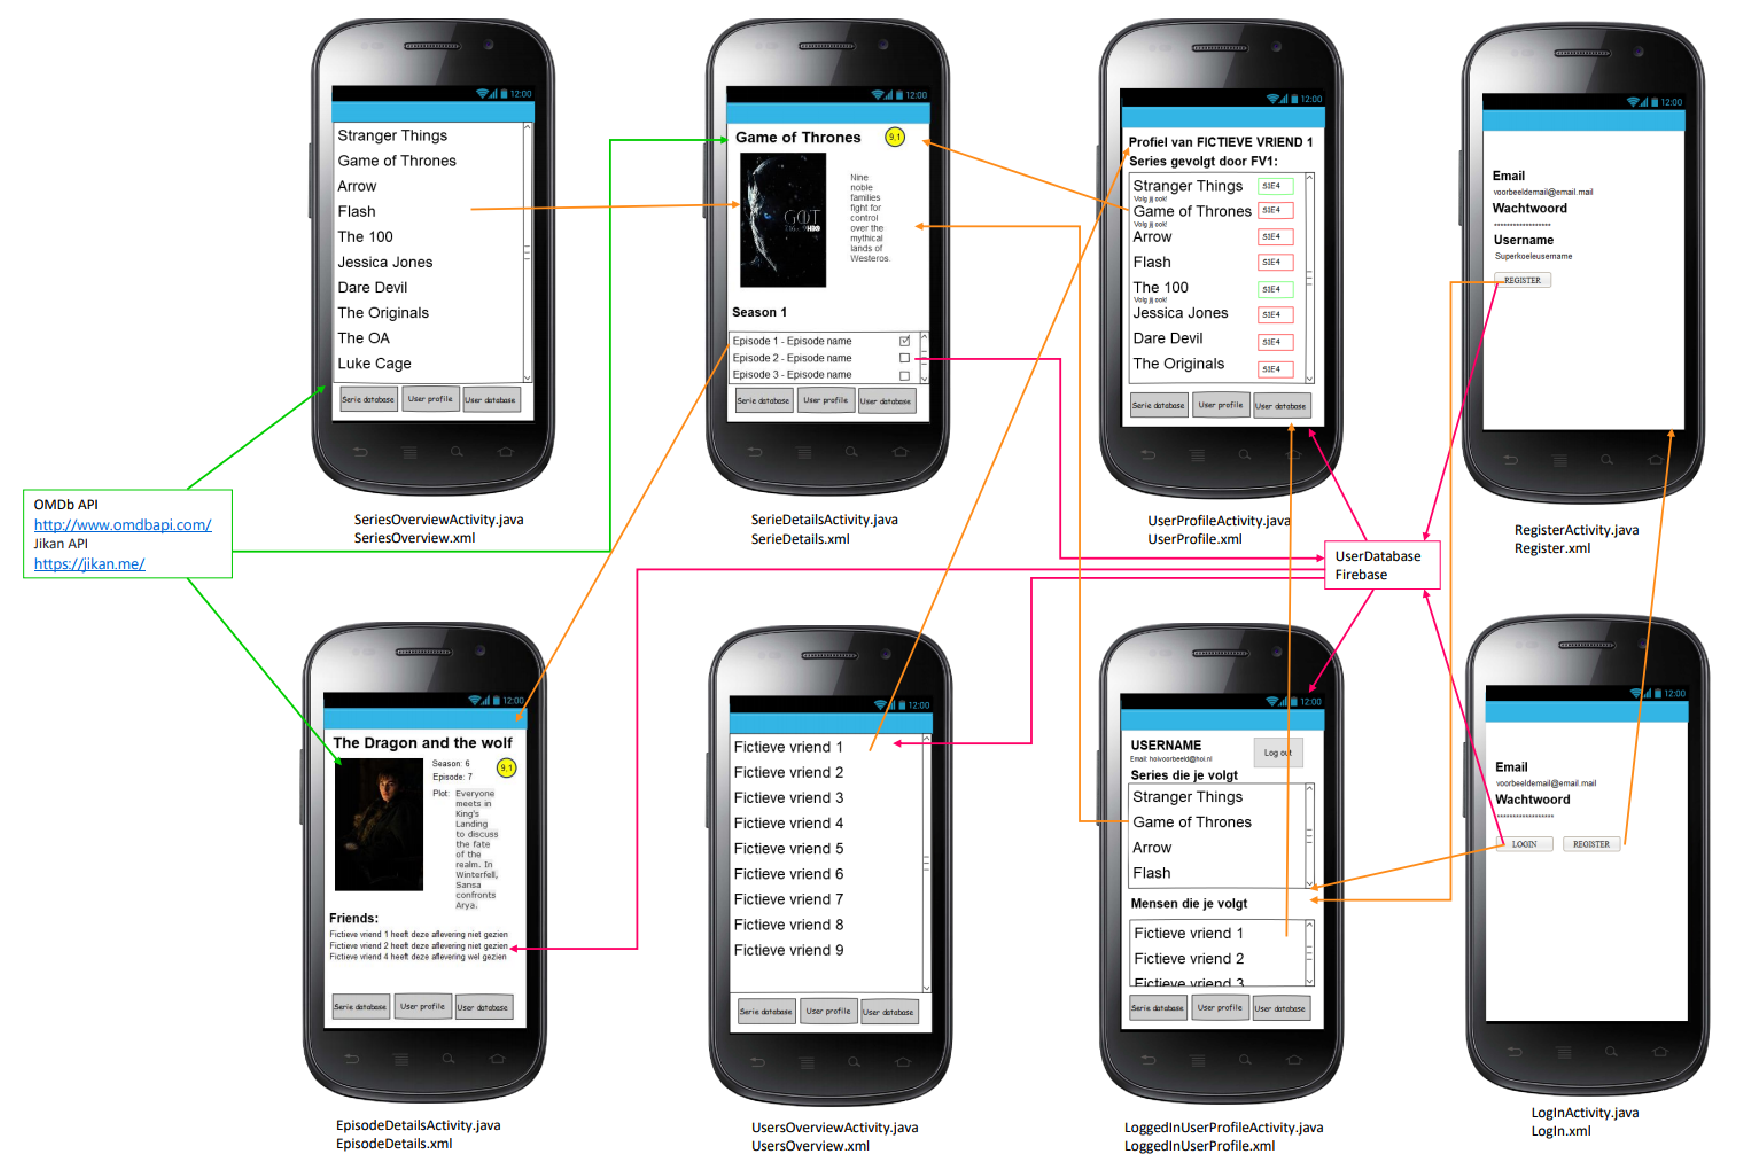 12:00
Stranger Things
Game of Thrones
Arrow
Flash
The 100
Jessica Jones
Dare Devil
The Originals
The OA
Luke Cage
Serie database
User profile
User database
SeriesOverviewActivity.java
SeriesOverview.xml
12:00
Game of Thrones
9,1
GOT
7.16.17 HBO
Nine
noble
families
fight for
control
over the
mythical
lands of
Westeros.
Season 1
Episode 1 - Episode name
Episode 2 - Episode name
Episode 3 - Episode name
Serie database
User profile
User database
SerieDetailsActivity.java
SerieDetails.xml
12:00
Profiel van FICTIEVE VRIEND 1
Series gevolgt door FV1:
Stranger Things S1E4
Volg jij ook!
Game of Thrones S1E4
Volg jij ook!
Arrow S1E4
Flash S1E4
The 100 S1E4
Volg jij ook!
Jessica Jones S1E4
Dare Devil S1E4
The Originals S1E4
Serie database
User profile
User database
UserProfileActivity.java
UserProfile.xml
12:00
Email
voorbeeldemail@email.mail
Wachtwoord
Username
Superkoeleusername
REGISTER
RegisterActivity.java
Register.xml
OMDb API
http://www.omdbapi.com/
Jikan API
https://jikan.me/
UserDatabase
Firebase
12:00
The Dragon and the wolf
Season: 6
Episode: 7
9,1
Plot: Everyone
meets in
King's
Landing
to discuss
the fate
of the
realm. In
Winterfell,
Sansa
confronts
Arya.
Friends:
Fictieve vriend 1 heeft deze aflevering niet gezien
Fictieve vriend 2 heeft deze aflevering niet gezien
Fictieve vriend 4 heeft deze aflevering wel gezien
Serie database
User profile
User database
EpisodeDetailsActivity.java
EpisodeDetails.xml
12:00
Fictieve vriend 1
Fictieve vriend 2
Fictieve vriend 3
Fictieve vriend 4
Fictieve vriend 5
Fictieve vriend 6
Fictieve vriend 7
Fictieve vriend 8
Fictieve vriend 9
Serie database
User profile
User database
UsersOverviewActivity.java
UsersOverview.xml
12:00
USERNAME
Email: hoivoorbeeld@hoi.nl
Log out
Series die je volgt
Stranger Things
Game of Thrones
Arrow
Flash
Mensen die je volgt
Fictieve vriend 1
Fictieve vriend 2
Fictieve vriend 3
Serie database
User profile
User database
LoggedInUserProfileActivity.java
LoggedInUserProfile.xml
12:00
Email
voorbeeldemail@email.mail
Wachtwoord
LOGIN
REGISTER
LogInActivity.java
LogIn.xml